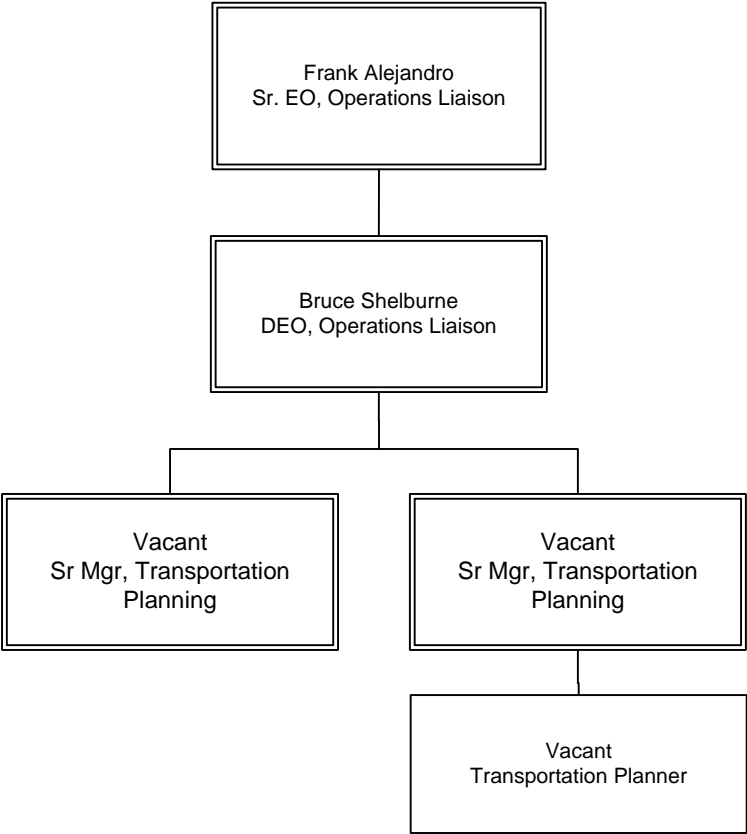 Frank Alejandro
Sr. EO, Operations Liaison
Bruce Shelburne
DEO, Operations Liaison
Vacant
Sr Mgr, Transportation
Planning
Vacant
Sr Mgr, Transportation
Planning
Vacant
Transportation Planner